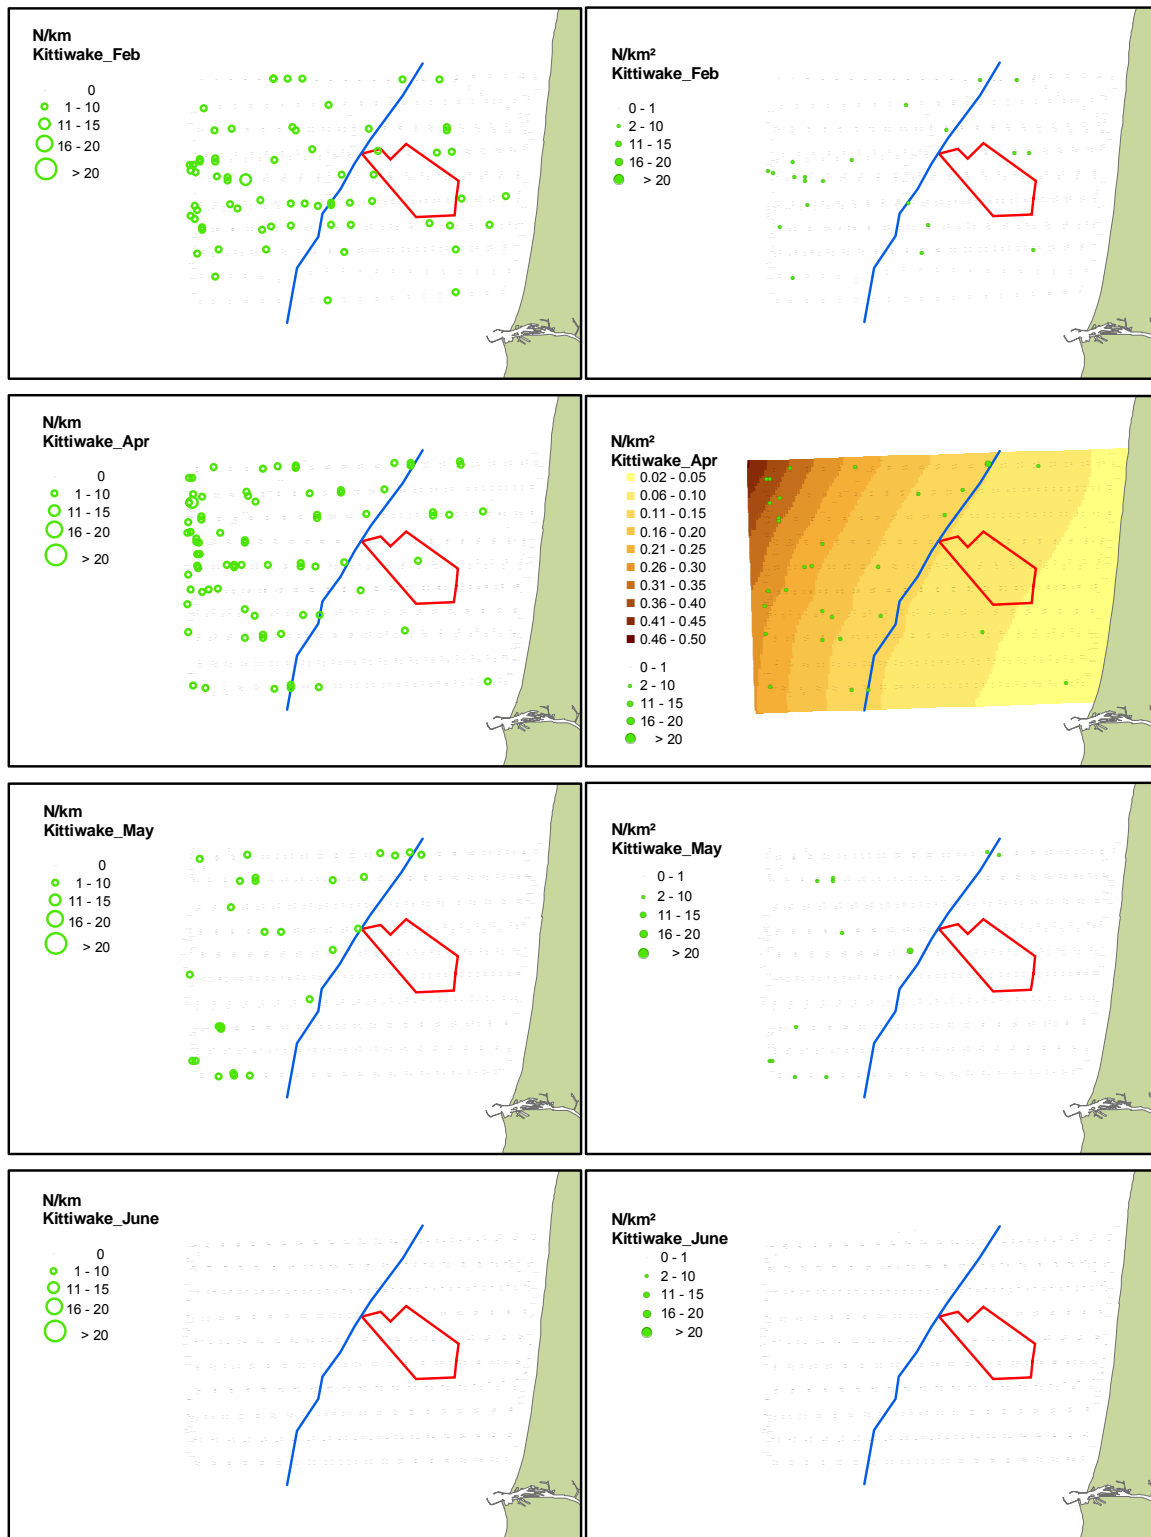 N/km
Kittiwake_Feb
0
1 - 10
11 - 15
16 - 20
> 20
N/km²
Kittiwake_Feb
0 - 1
2 - 10
11 - 15
16 - 20
> 20
N/km
Kittiwake_Apr
0
1 - 10
11 - 15
16 - 20
> 20
N/km²
Kittiwake_Apr
0.02 - 0.05
0.06 - 0.10
0.11 - 0.15
0.16 - 0.20
0.21 - 0.25
0.26 - 0.30
0.31 - 0.35
0.36 - 0.40
0.41 - 0.45
0.46 - 0.50
0 - 1
2 - 10
11 - 15
16 - 20
> 20
N/km
Kittiwake_May
0
1 - 10
11 - 15
16 - 20
> 20
N/km²
Kittiwake_May
0 - 1
2 - 10
11 - 15
16 - 20
> 20
N/km
Kittiwake_June
0
1 - 10
11 - 15
16 - 20
> 20
N/km²
Kittiwake_June
0 - 1
2 - 10
11 - 15
16 - 20
> 20